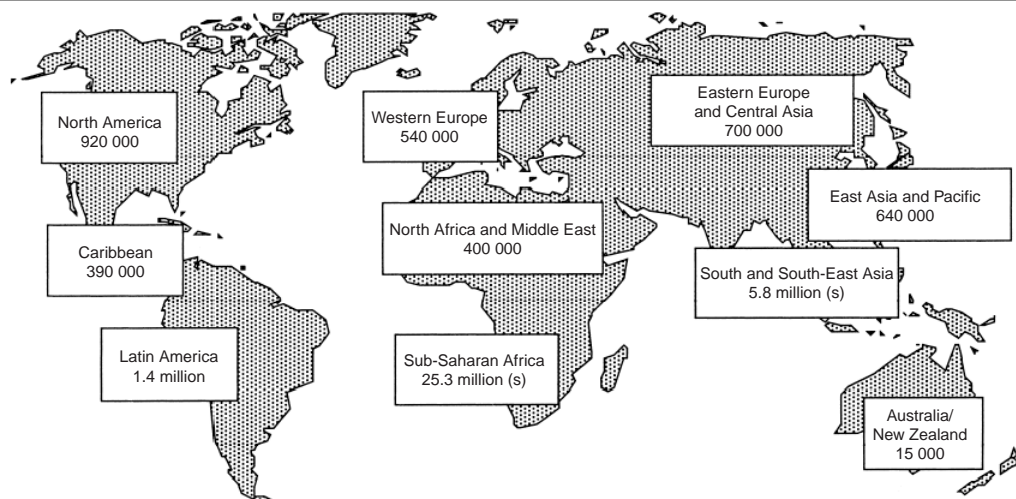 North America
920 000
Western Europe
540 000
Eastern Europe
and Central Asia
700 000
East Asia and Pacific
640 000
North Africa and Middle East
400 000
Caribbean
390 000
South and South-East Asia
5.8 million (s)
Latin America
1.4 million
Sub-Saharan Africa
25.3 million (s)
Australia/
New Zealand
15 000